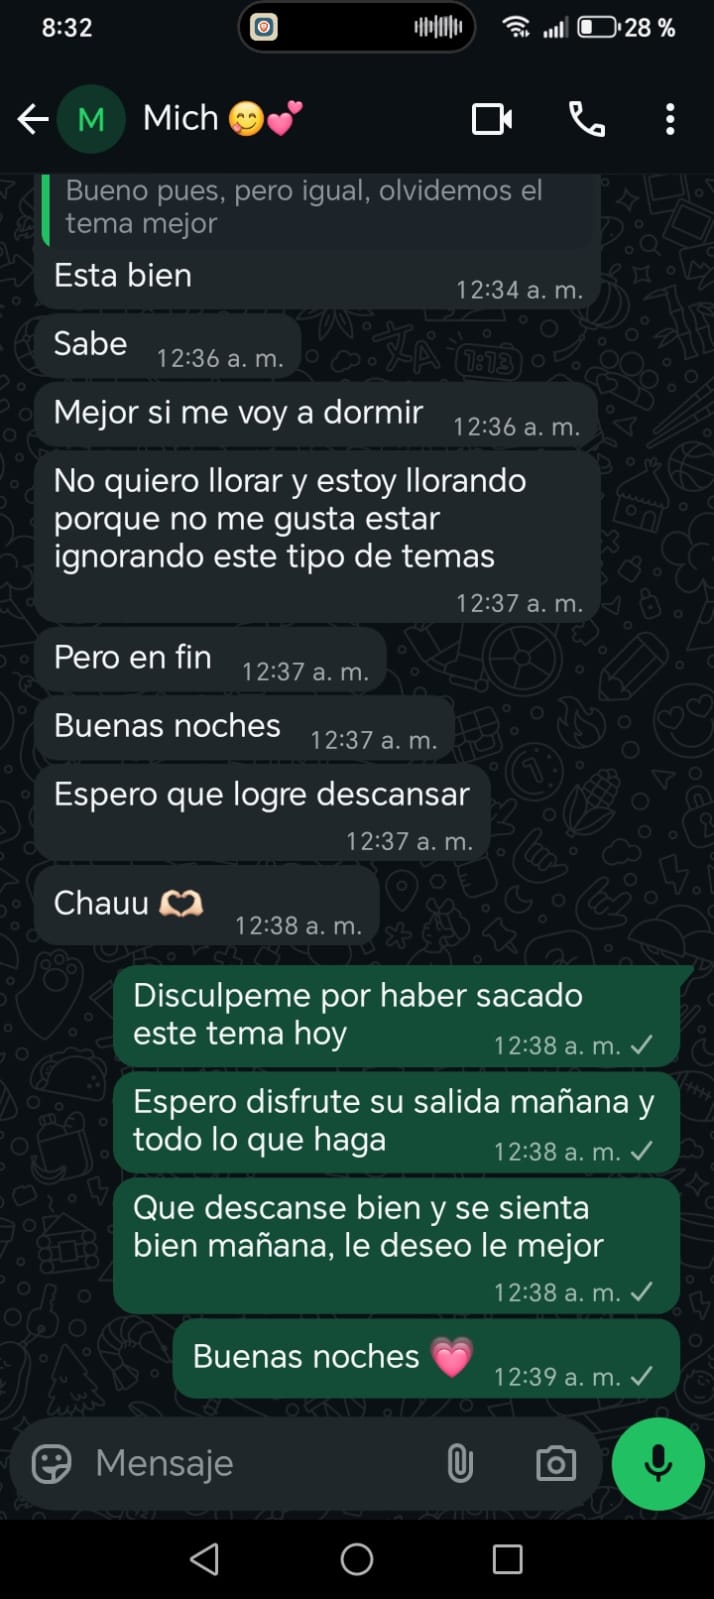 8:32
28 %
M
Mich 😋💕
Bueno pues, pero igual, olvidemos el
tema mejor
Esta bien
12:34 a. m.
Sabe
12:36 a. m.
Mejor si me voy a dormir
12:36 a. m.
No quiero llorar y estoy llorando
porque no me gusta estar
ignorando este tipo de temas
12:37 a. m.
Pero en fin
12:37 a. m.
Buenas noches
12:37 a. m.
Espero que logre descansar
12:37 a. m.
Chauu 🫶🏻
12:38 a. m.
Disculpeme por haber sacado
este tema hoy
12:38 a. m.
Espero disfrute su salida mañana y
todo lo que haga
12:38 a. m.
Que descanse bien y se sienta
bien mañana, le deseo le mejor
12:38 a. m.
Buenas noches 💗
12:39 a. m.
Mensaje